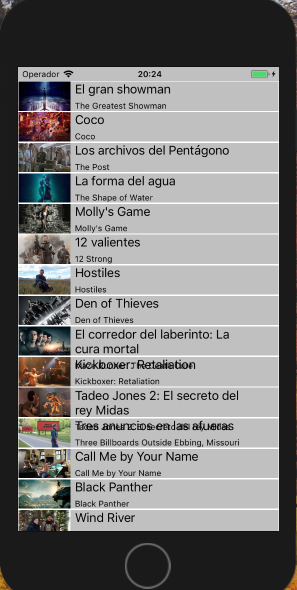 Operador 20:24
El gran showman
The Greatest Showman
Coco
Coco
Los archivos del Pentágono
The Post
La forma del agua
The Shape of Water
Molly's Game
Molly's Game
12 valientes
12 Strong
Hostiles
Hostiles
Den of Thieves
Den of Thieves
El corredor del laberinto: La
cura mortal
Kickboxer: Retaliation
Kickboxer: Retaliation
Tadeo Jones 2: El secreto del
rey Midas
Tres anuncios en las afueras
Three Billboards Outside Ebbing, Missouri
Call Me by Your Name
Call Me by Your Name
Black Panther
Black Panther
Wind River